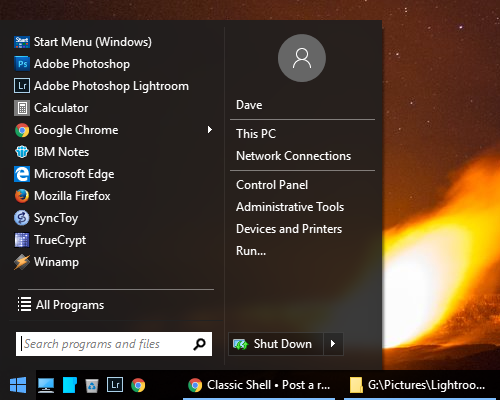 Start Menu (Windows)
Adobe Photoshop
Adobe Photoshop Lightroom
Calculator
Google Chrome
IBM Notes
Microsoft Edge
Mozilla Firefox
SyncToy
TrueCrypt
Winamp
All Programs
Search programs and files
Dave
This PC
Network Connections
Control Panel
Administrative Tools
Devices and Printers
Run...
Shut Down
Classic Shell • Post a r...
G:\Pictures\Lightroo...